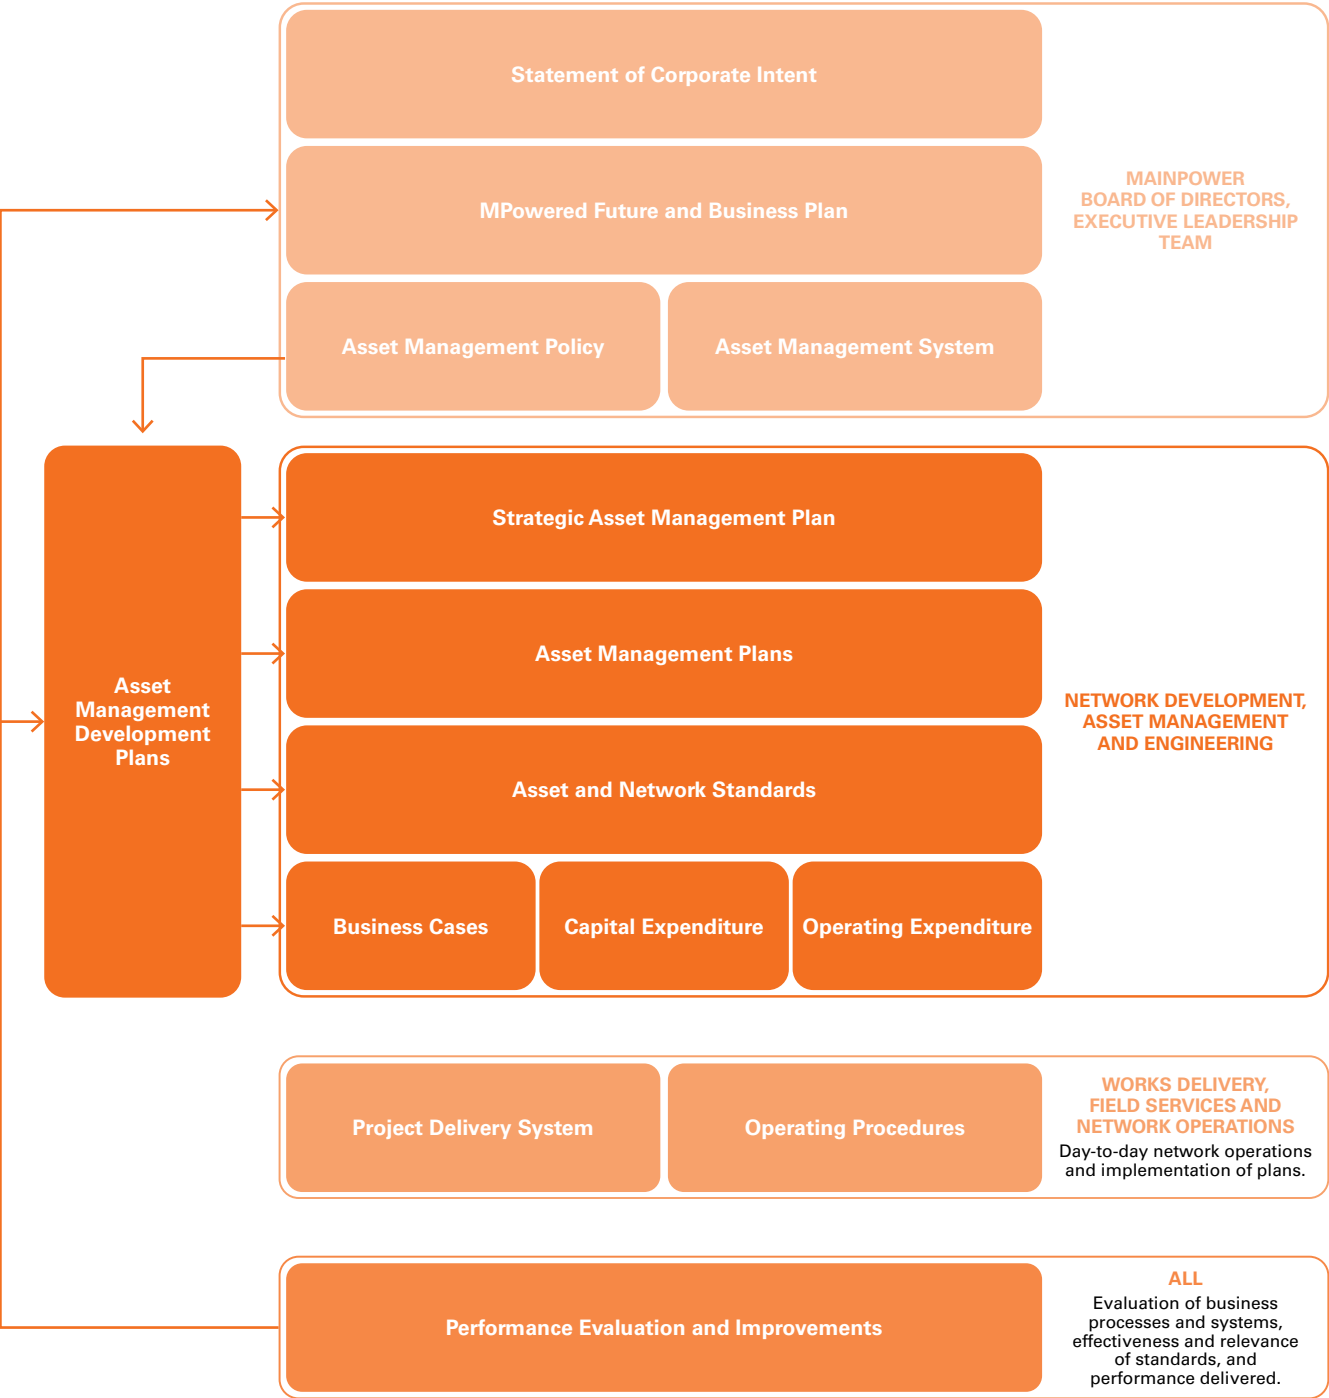 Statement of Corporate Intent
MPowered Future and Business Plan
Asset Management Policy
Asset Management System
MAINPOWER
BOARD OF DIRECTORS,
EXECUTIVE LEADERSHIP
TEAM
Asset
Management
Development
Plans
Strategic Asset Management Plan
Asset Management Plans
Asset and Network Standards
Business Cases
Capital Expenditure
Operating Expenditure
NETWORK DEVELOPMENT,
ASSET MANAGEMENT
AND ENGINEERING
Project Delivery System
Operating Procedures
WORKS DELIVERY,
FIELD SERVICES AND
NETWORK OPERATIONS
Day-to-day network operations
and implementation of plans.
Performance Evaluation and Improvements
ALL
Evaluation of business
processes and systems,
effectiveness and relevance
of standards, and
performance delivered.